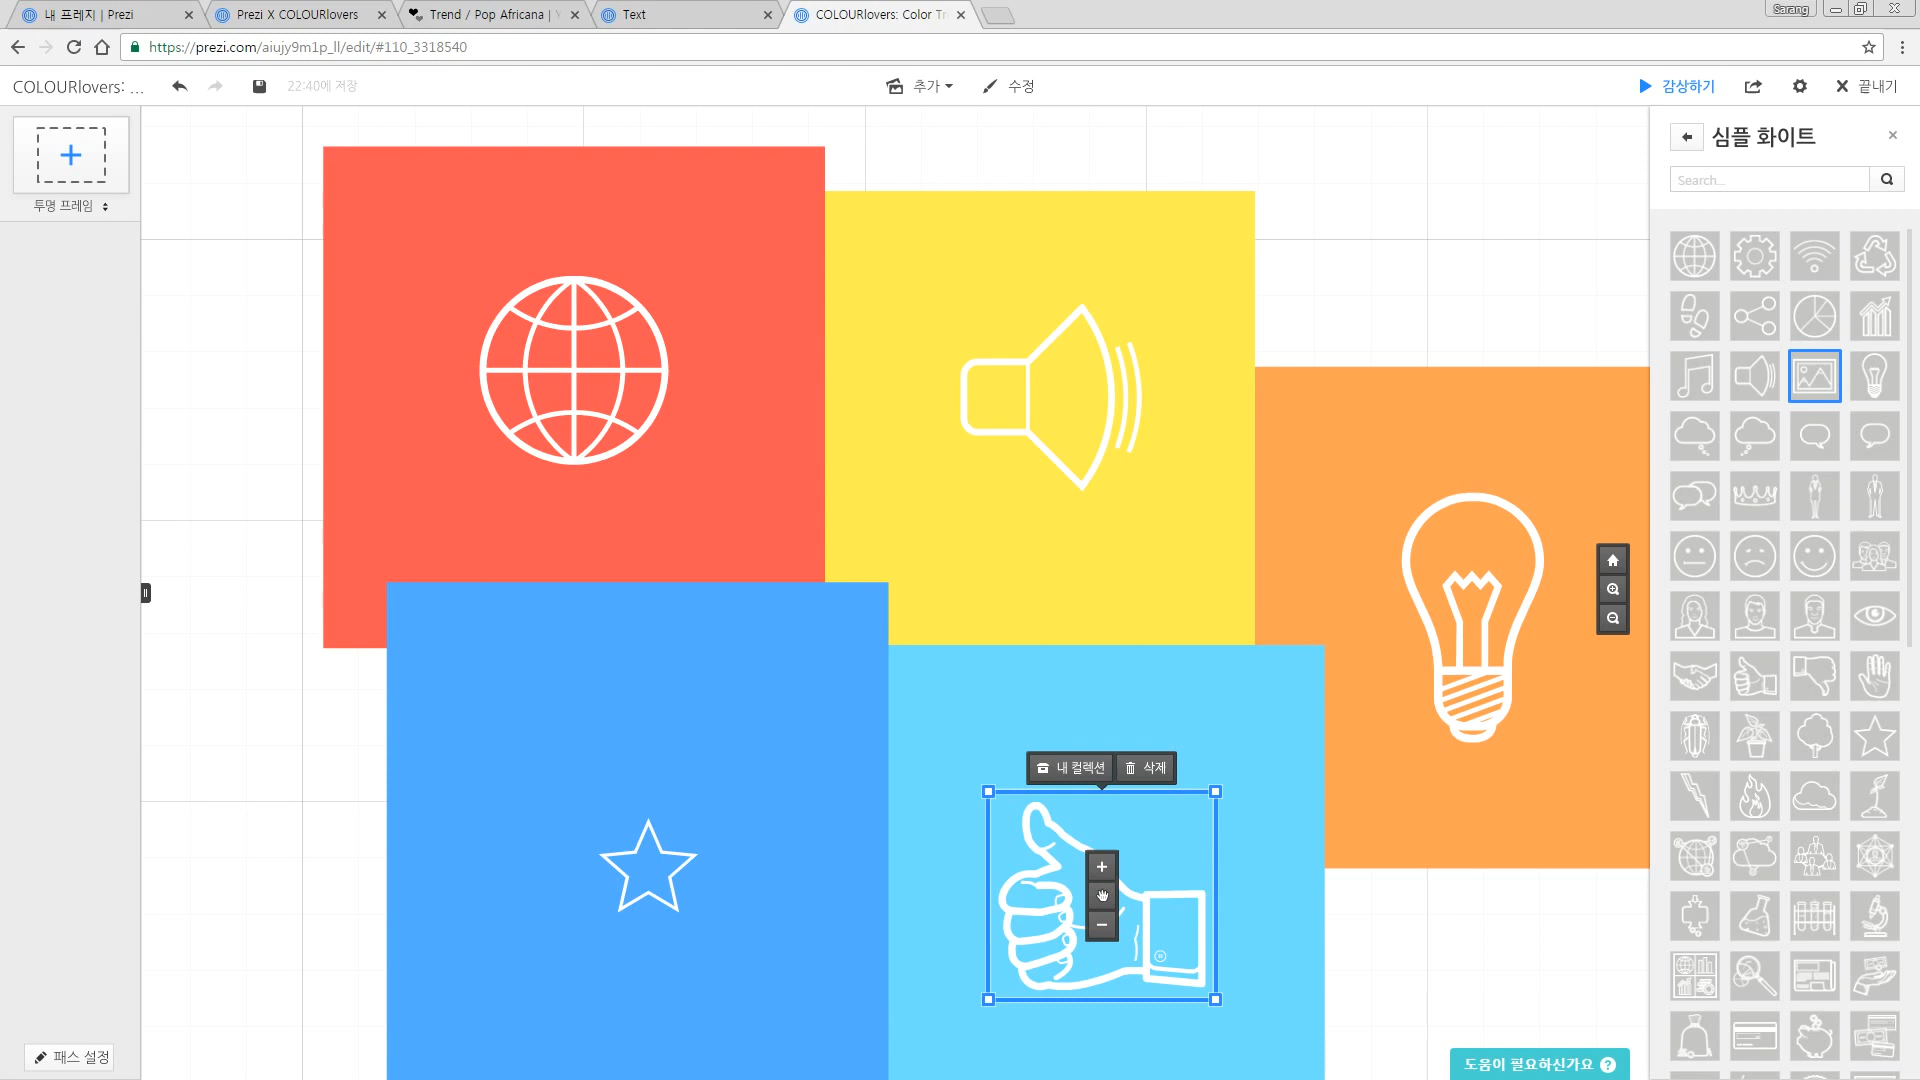 내 프레지 | Prezi
Prezi X COLOURlovers
Trend / Pop Africana |
Text
COLOURlovers: Color Tr
Sarang
https://prezi.com/aiujy9m1p_ll/edit/#110_3318540
COLOURlovers: ...
22:40에 저장
추가
수정
감상하기
끝내기
투명 프레임
심플 화이트
Search...
내 컬렉션
삭제
패스 설정
도움이 필요하신가요 ?